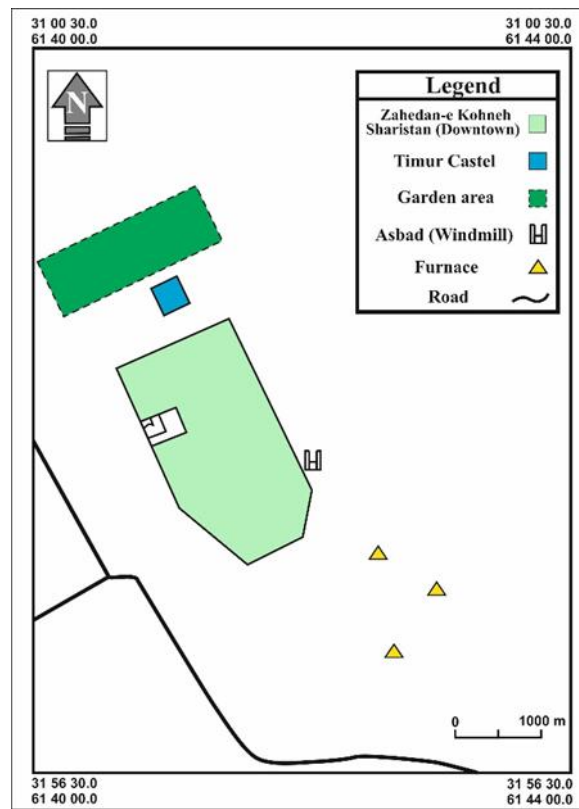 31 00 30.0
61 40 00.0
31 00 30.0
61 44 00.0
N
Legend
Zahedan-e Kohneh
Sharistan (Downtown)
Timur Castel
Garden area
Asbad (Windmill)
Furnace
Road
0 1000 m
31 56 30.0
61 40 00.0
31 56 30.0
61 44 00.0